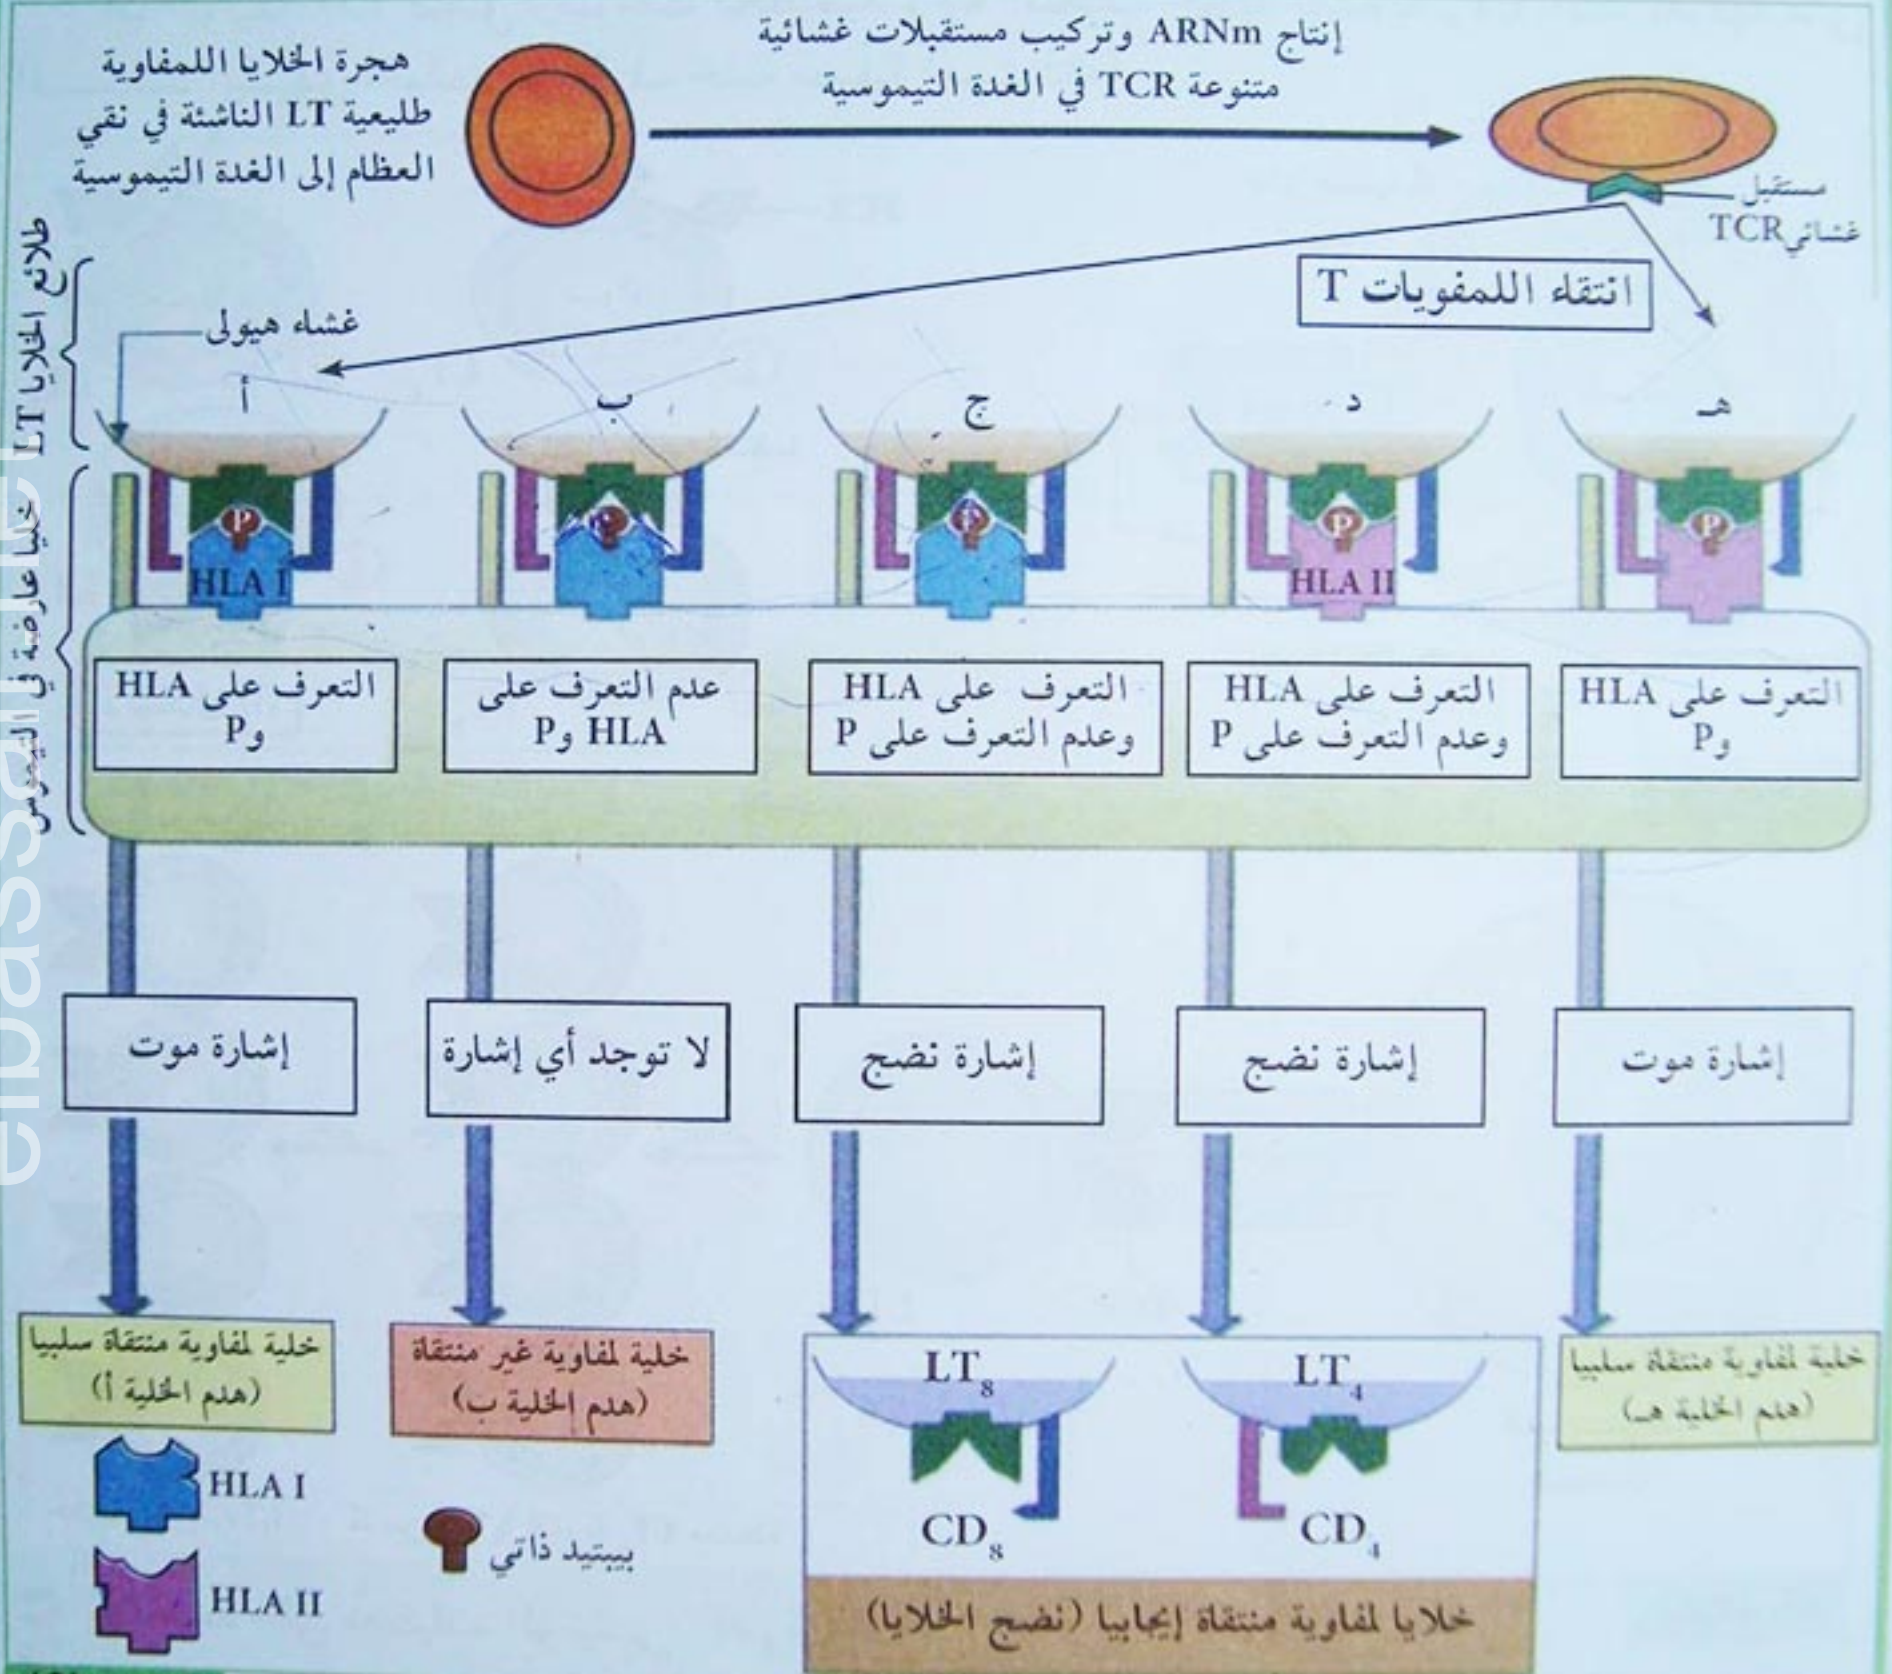 هجرة الخلايا اللمفاوية
طليعية LT الناشئة في نقي
العظام إلى الغدة التيموسية
إنتاج ARNm وتركيب مستقبلات غشائية
متنوعة TCR في الغدة التيموسية
مستقبل
غشائي TCR
انتقاء اللمفويات T
طلائع الخلايا LT
غشاء هيولى
أ
ب
ج
د
هـ
خلايا عارضة في التيموس
P
P
P
P
P
HLA I
HLA II
التعرف على HLA
وP
عدم التعرف على
HLA وP
التعرف على HLA
وعدم التعرف على P
التعرف على HLA
وعدم التعرف على P
التعرف على HLA
وP
إشارة موت
لا توجد أي إشارة
إشارة نضج
إشارة نضج
إشارة موت
خلية لمفاوية منتقاة سلبيا
(هدم الخلية أ)
خلية لمفاوية غير منتقاة
(هدم الخلية ب)
LT8
LT4
CD8
CD4
خلايا لمفاوية منتقاة إيجابيا (نضج الخلايا)
خلية لمفاوية منتقاة سلبيا
(هدم الخلية هـ)
HLA I
HLA II
بيبتيد ذاتي